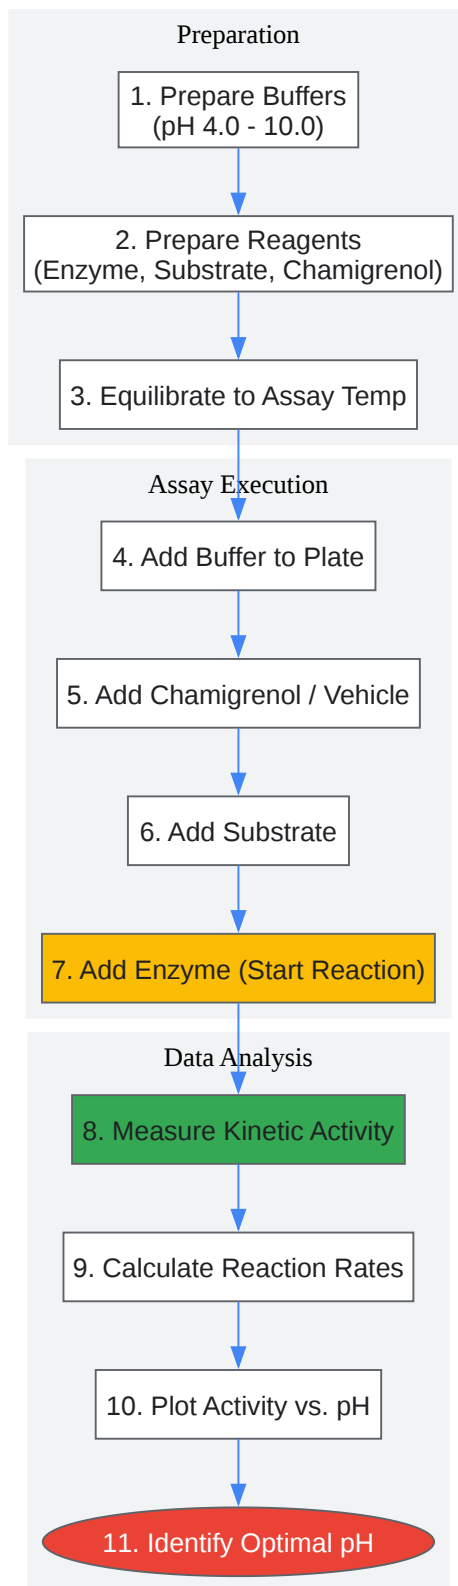 Preparation
1. Prepare Buffers
(pH 4.0 - 10.0)
2. Prepare Reagents
(Enzyme, Substrate, Chamigrenol)
3. Equilibrate to Assay Temp
Assay Execution
4. Add Buffer to Plate
5. Add Chamigrenol / Vehicle
6. Add Substrate
7. Add Enzyme (Start Reaction)
Data Analysis
8. Measure Kinetic Activity
9. Calculate Reaction Rates
10. Plot Activity vs. pH
11. Identify Optimal pH